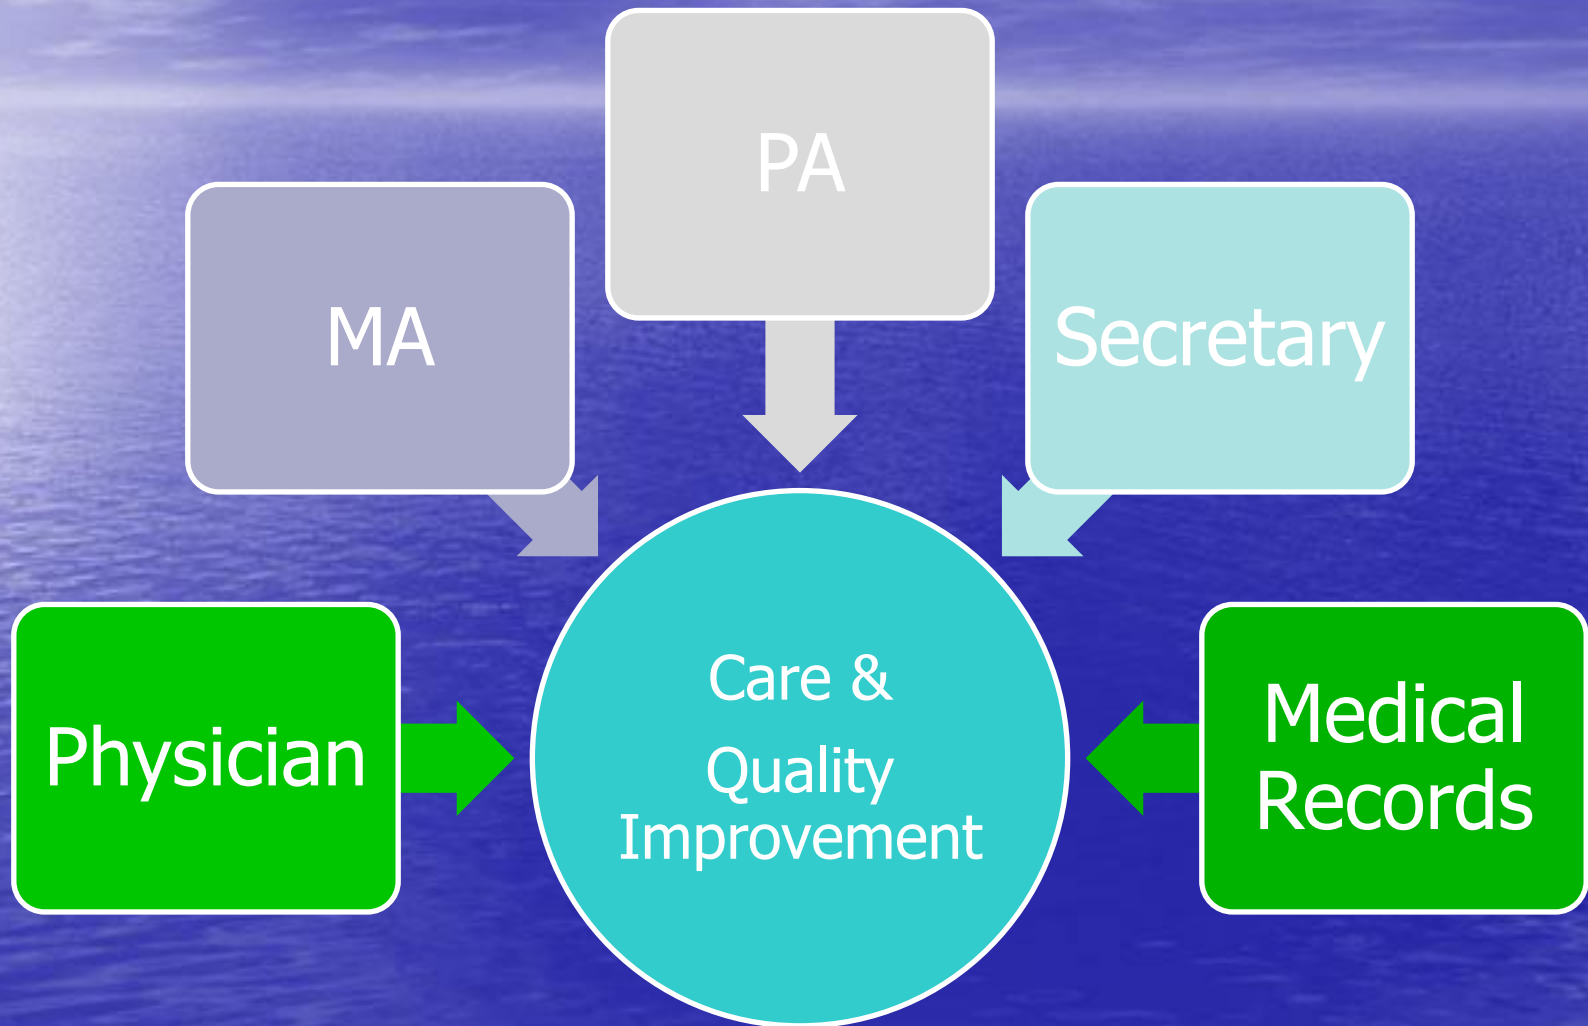 PA
MA
Secretary
Physician
Care &
Quality
Improvement
Medical
Records